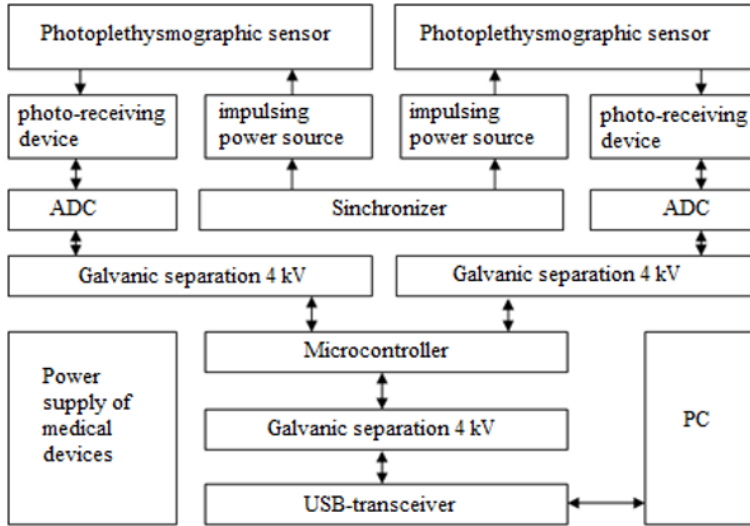 Photoplethysmographic sensor
Photoplethysmographic sensor
photo-receiving
device
impulsing
power source
impulsing
power source
photo-receiving
device
ADC
Sinchronizer
ADC
Galvanic separation 4 kV
Galvanic separation 4 kV
Microcontroller
Power
supply of
medical
devices
Galvanic separation 4 kV
PC
USB-transceiver